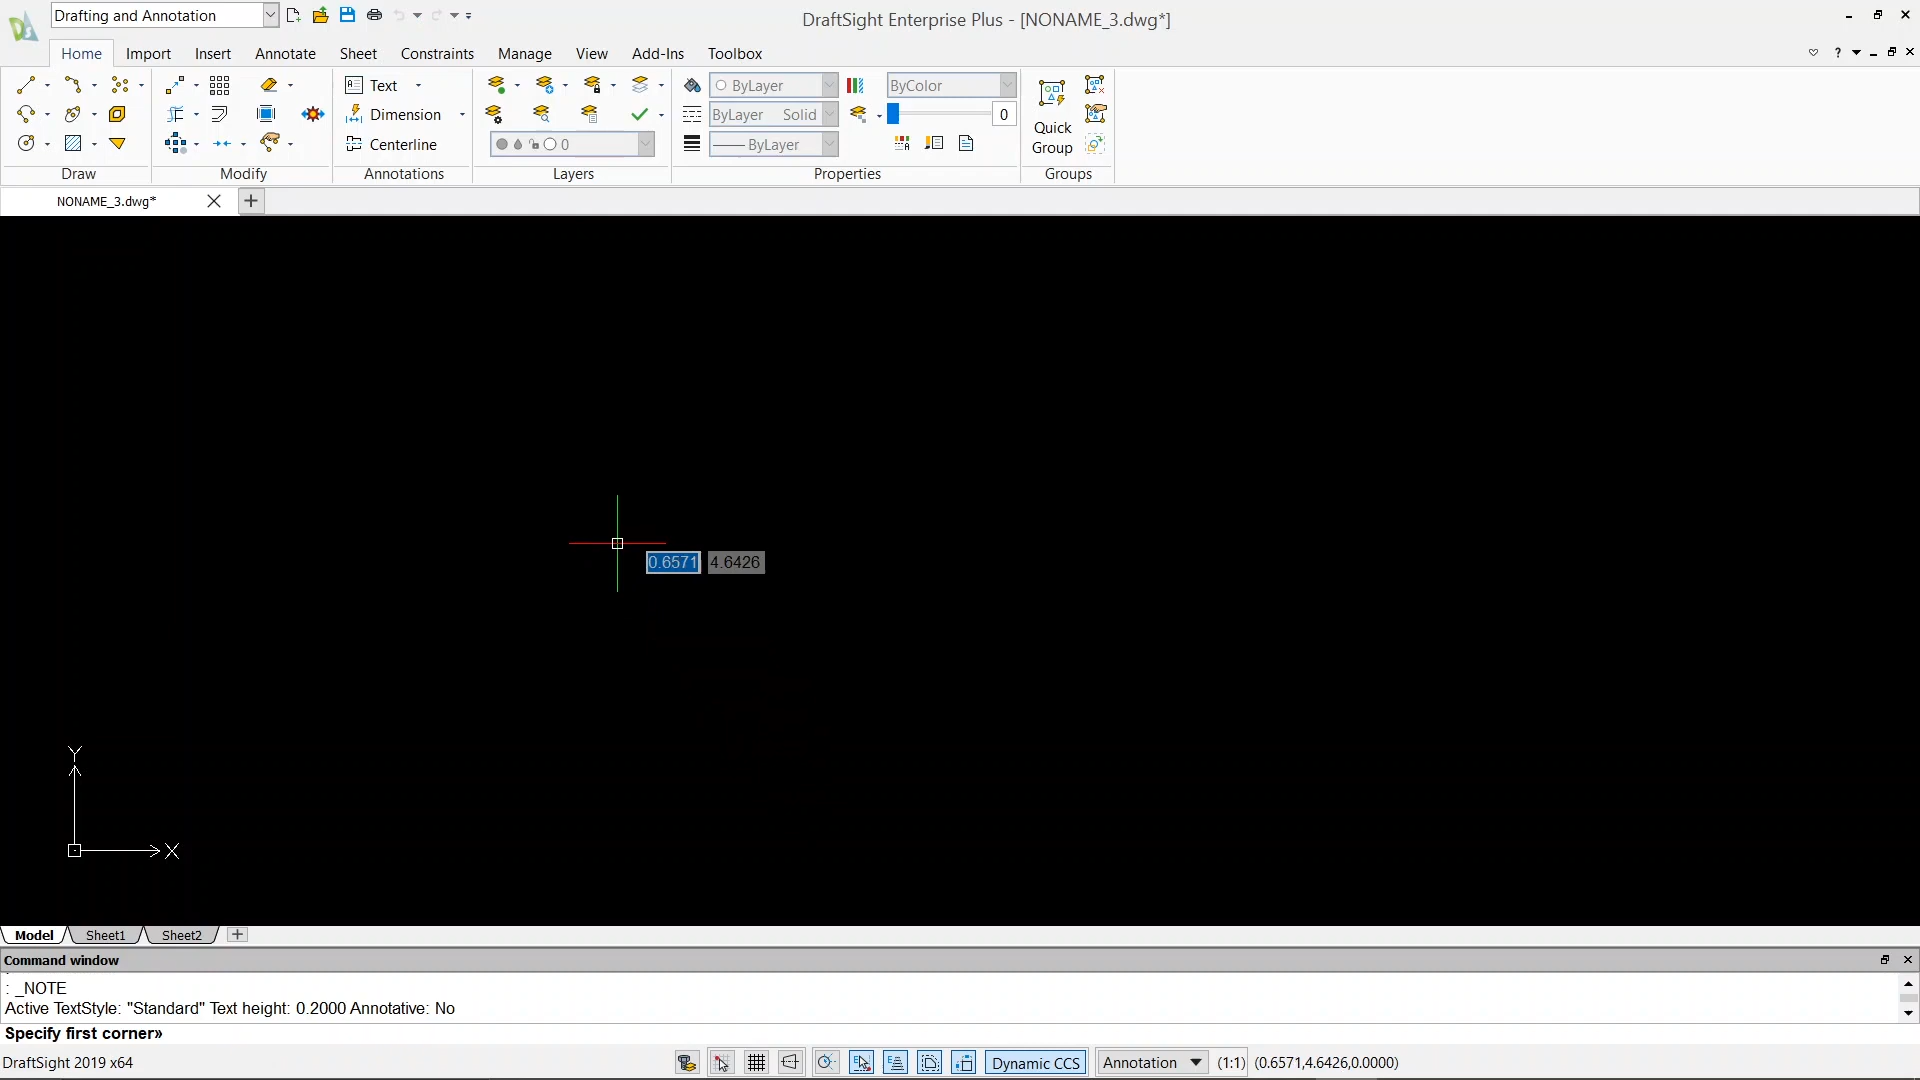 Drafting and Annotation
DraftSight Enterprise Plus - [NONAME_3.dwg*]
Home Import Insert Annotate Sheet Constraints Manage View Add-Ins Toolbox
Text
ByLayer
ByColor
Dimension
ByLayer Solid
0
Centerline
0
ByLayer
Quick
Group
Draw Modify Annotations Layers Properties Groups
NONAME_3.dwg*
0.6571 4.6426
Y
X
Model Sheet1 Sheet2
Command window
: _NOTE
Active TextStyle: "Standard" Text height: 0.2000 Annotative: No
Specify first corner»
DraftSight 2019 x64
Dynamic CCS
Annotation
(1:1) (0.6571,4.6426,0.0000)